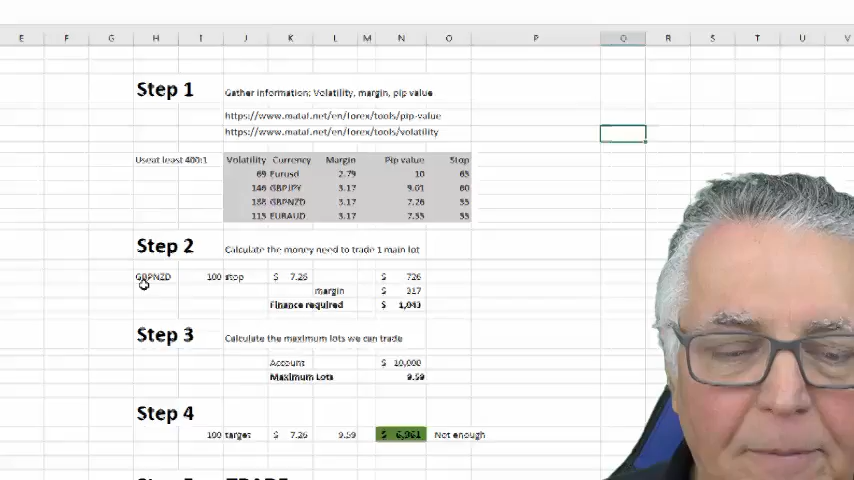 E F G H I J K L M N O P Q R S T U V
Step 1 Gather information; Volatility, margin, pip value
https://www.mataf.net/en/forex/tools/pip-value
https://www.mataf.net/en/forex/tools/volatility
Use at least 400:1 Volatility Currency Margin Pip value Stop
69 Eurusd 2.79 10 65
146 GBPJPY 3.17 9.01 60
188 GBPNZD 3.17 7.26 55
115 EURAUD 3.17 7.55 55
Step 2 Calculate the money need to trade 1 main lot
GBPNZD 100 stop $ 7.26 $ 726
margin $ 317
Finance required $ 1,043
Step 3 Calculate the maximum lots we can trade
Account $ 10,000
Maximum Lots 9.59
Step 4
100 target $ 7.26 9.59 $ 6,961 Not enough